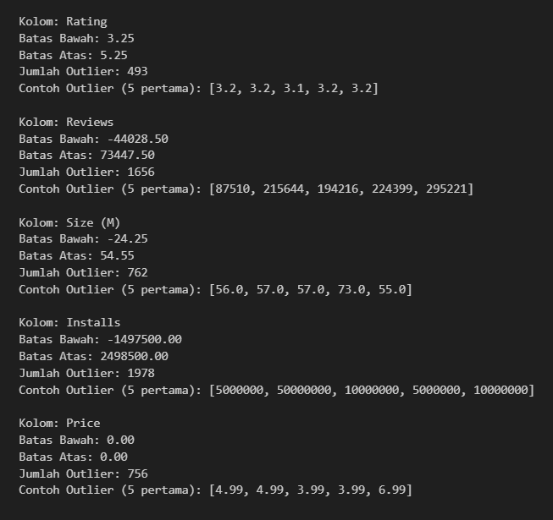 Kolom: Rating
Batas Bawah: 3.25
Batas Atas: 5.25
Jumlah Outlier: 493
Contoh Outlier (5 pertama): [3.2, 3.2, 3.1, 3.2, 3.2]
Kolom: Reviews
Batas Bawah: -44028.50
Batas Atas: 73447.50
Jumlah Outlier: 1656
Contoh Outlier (5 pertama): [87510, 215644, 194216, 224399, 295221]
Kolom: Size (M)
Batas Bawah: -24.25
Batas Atas: 54.55
Jumlah Outlier: 762
Contoh Outlier (5 pertama): [56.0, 57.0, 57.0, 73.0, 55.0]
Kolom: Installs
Batas Bawah: -1497500.00
Batas Atas: 2498500.00
Jumlah Outlier: 1978
Contoh Outlier (5 pertama): [5000000, 50000000, 10000000, 5000000, 10000000]
Kolom: Price
Batas Bawah: 0.00
Batas Atas: 0.00
Jumlah Outlier: 756
Contoh Outlier (5 pertama): [4.99, 4.99, 3.99, 3.99, 6.99]